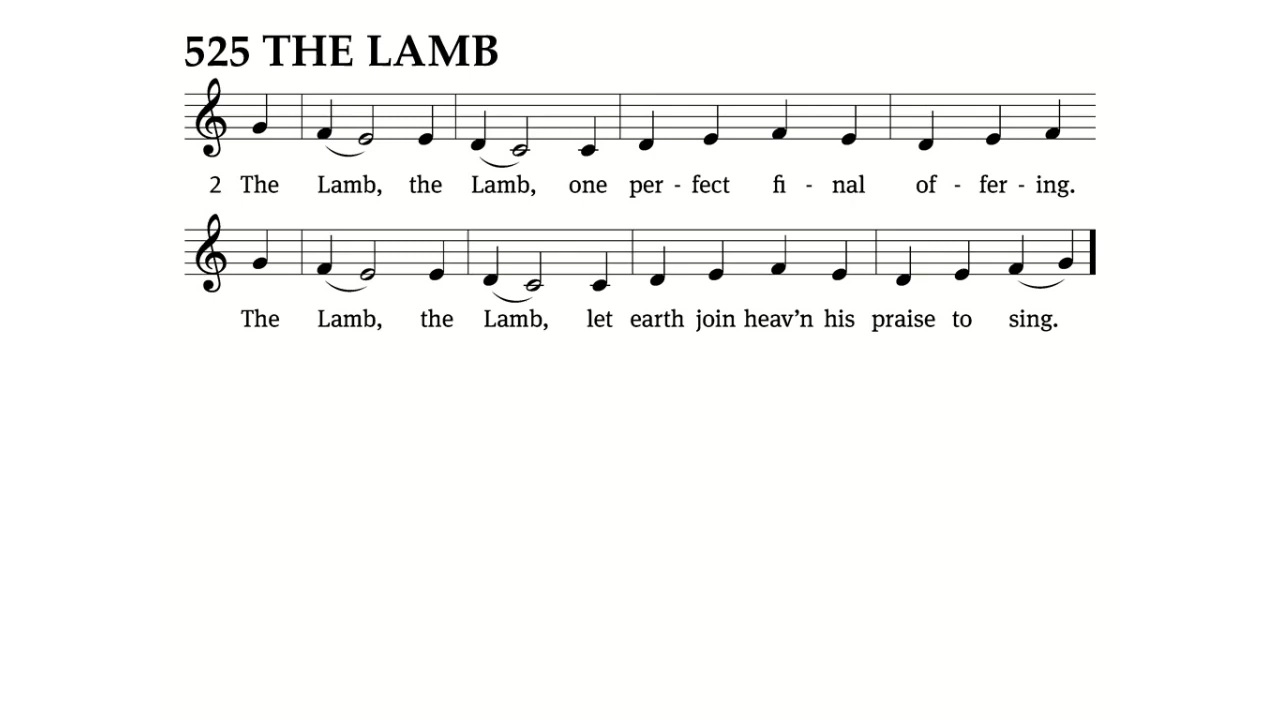 525 THE LAMB
2 The Lamb, the Lamb, one per - fect fi - nal of - fer - ing.
The Lamb, the Lamb, let earth join heav’n his praise to sing.